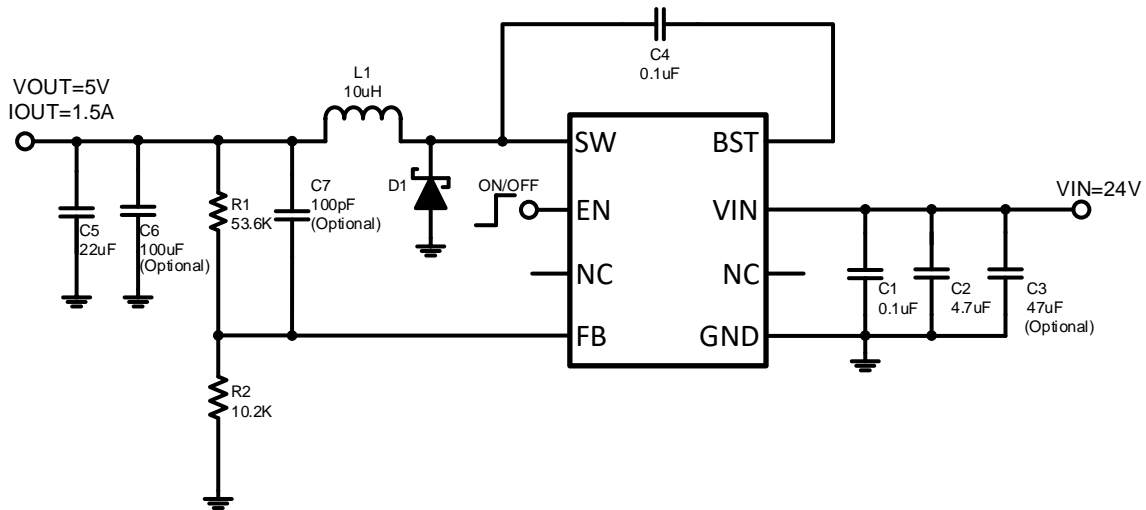 C4
0.1uF
VOUT=5V
IOUT=1.5A
L1
10uH
SW
BST
D1
ON/OFF
EN
VIN
VIN=24V
R1
53.6K
C7
100pF
(Optional)
C5
22uF
C6
100uF
(Optional)
NC
NC
C1
0.1uF
C2
4.7uF
C3
47uF
(Optional)
FB
GND
R2
10.2K